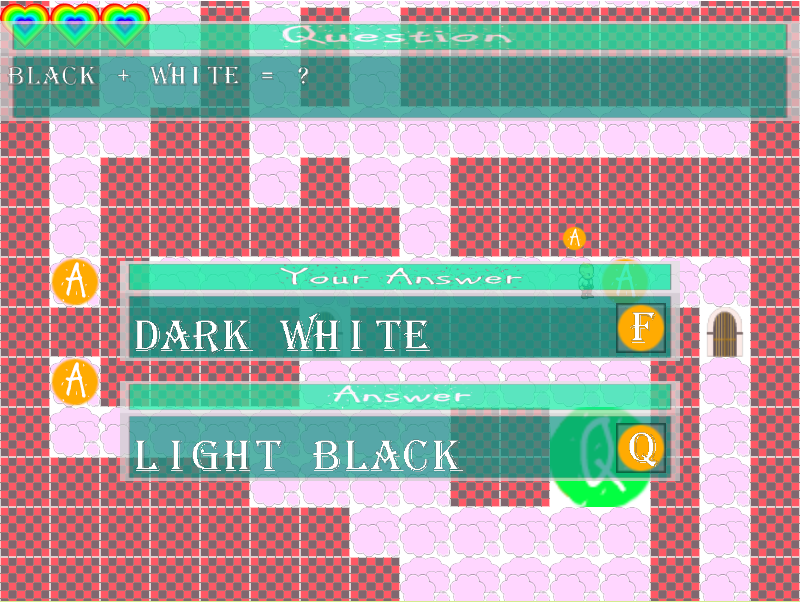 Question
BLACK + WHITE = ?
A
A
Your Answer
A
DARK WHITE
F
A
Answer
LIGHT BLACK
Q
Q